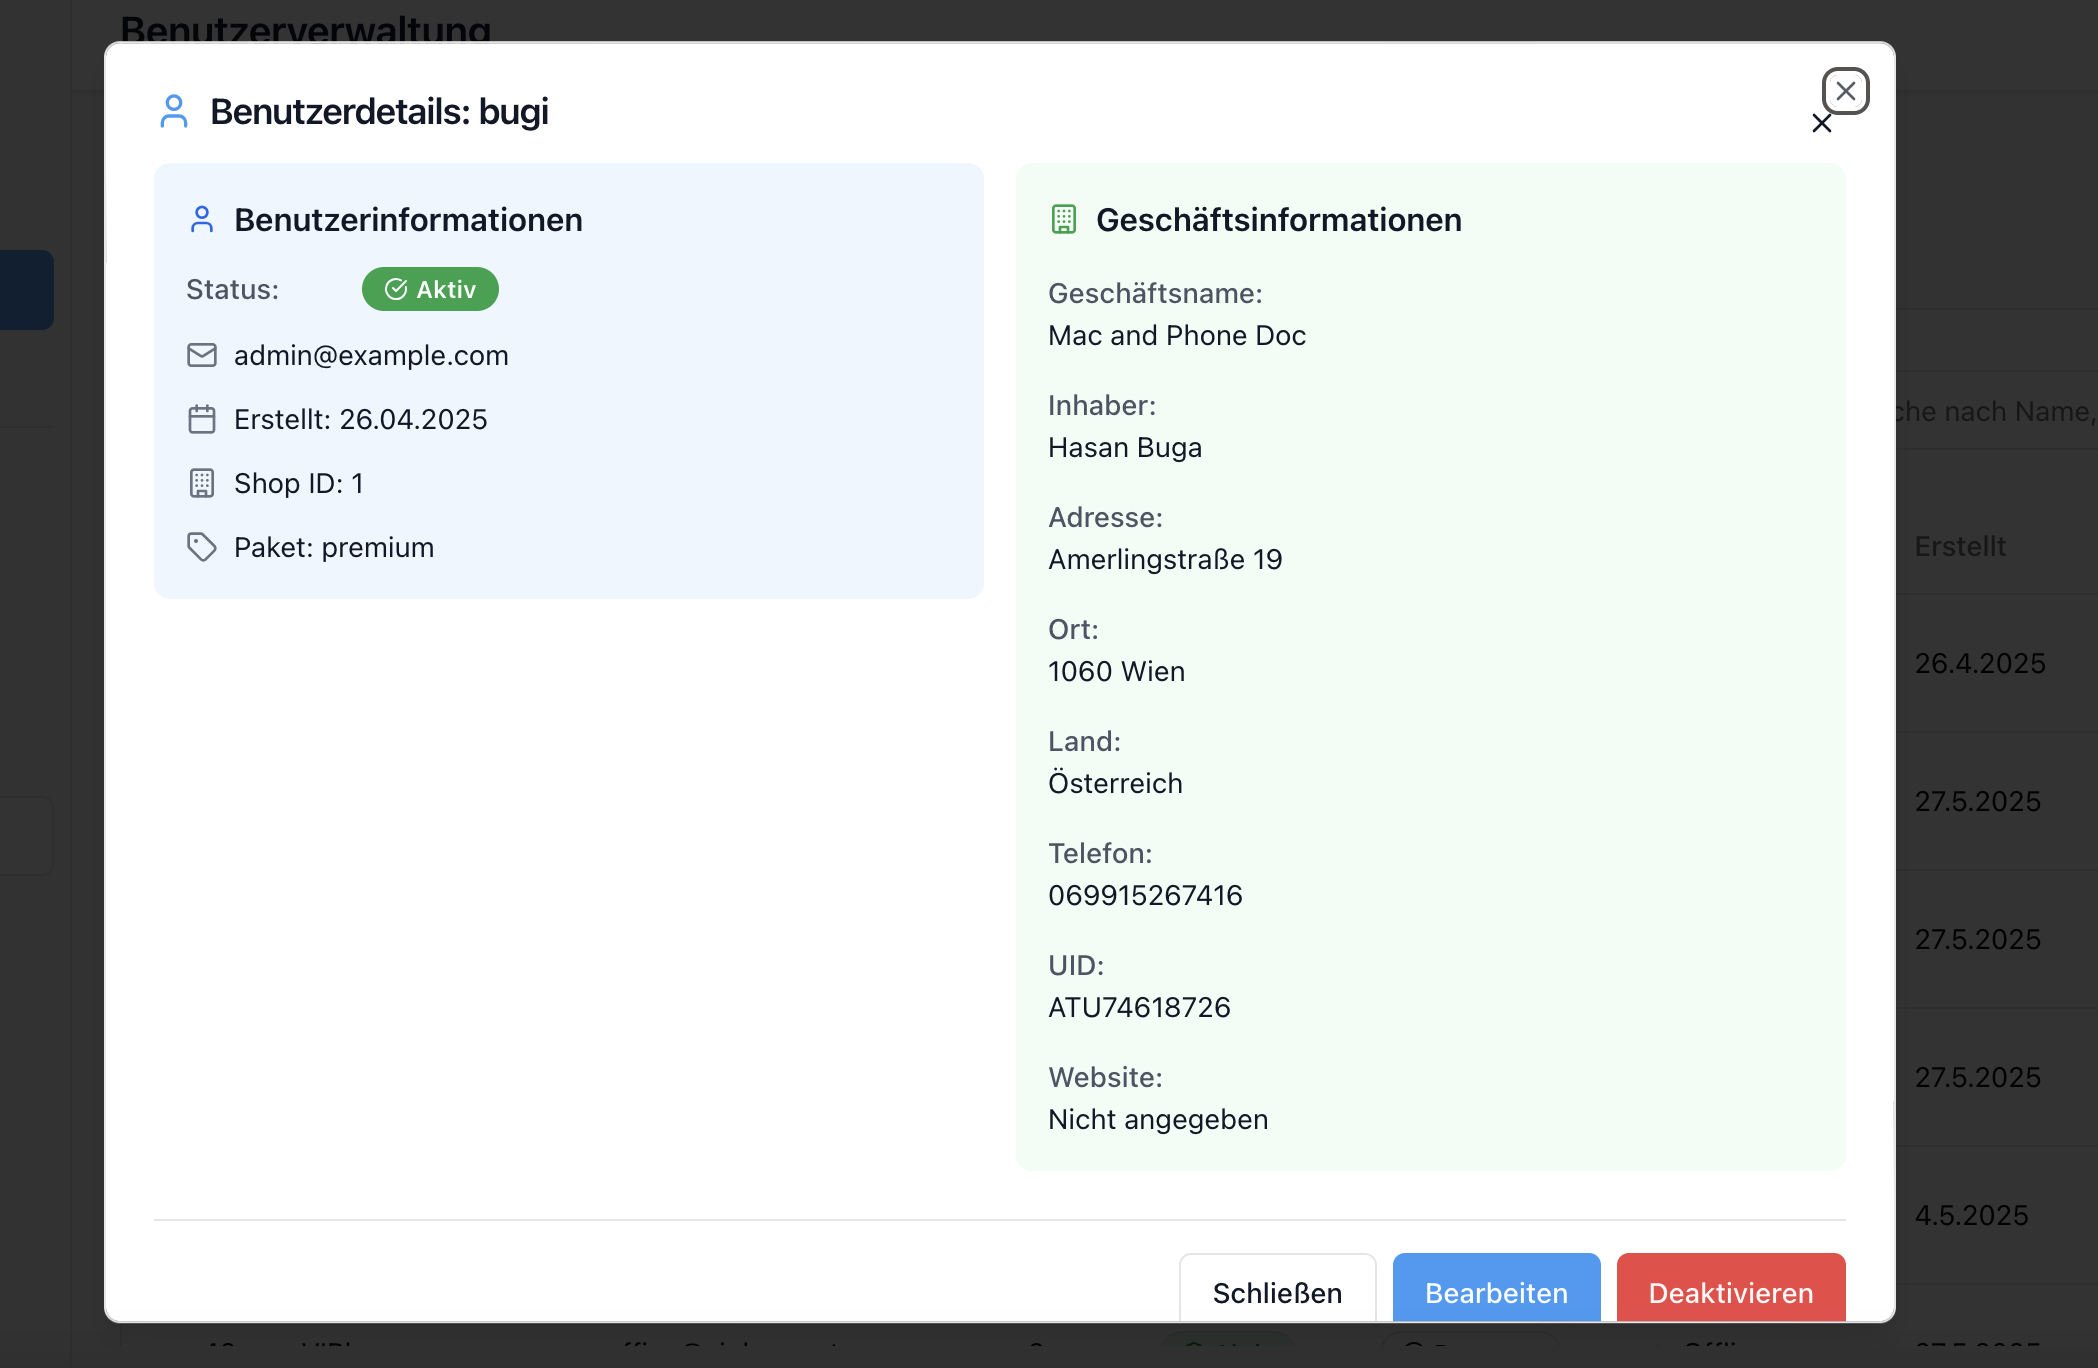 Benutzerverwaltung
Benutzerdetails: bugi
Benutzerinformationen
Status: Aktiv
admin@example.com
Erstellt: 26.04.2025
Shop ID: 1
Paket: premium
Geschäftsinformationen
Geschäftsname:
Mac and Phone Doc
Inhaber:
Hasan Buga
Adresse:
Amerlingstraße 19
Ort:
1060 Wien
Land:
Österreich
Telefon:
069915267416
UID:
ATU74618726
Website:
Nicht angegeben
Schließen Bearbeiten Deaktivieren
nach Name,
Erstellt
26.4.2025
27.5.2025
27.5.2025
27.5.2025
4.5.2025